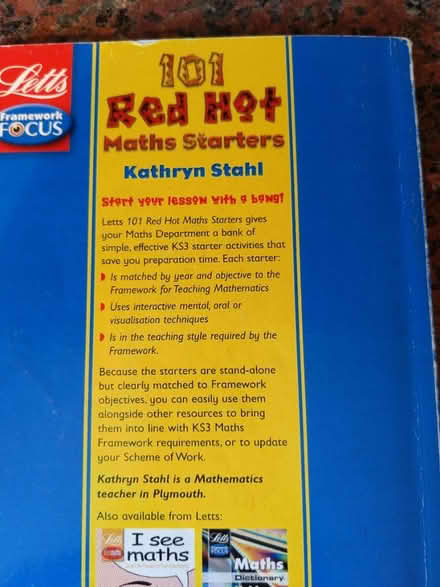 Letts
Framework
FOCUS
101
Red Hot
Maths Starters
Kathryn Stahl
Start your lesson with a bang!
Letts 101 Red Hot Maths Starters gives
your Maths Department a bank of
simple, effective KS3 starter activities that
save you preparation time. Each starter:
Is matched by year and objective to the
Framework for Teaching Mathematics
Uses interactive mental, oral or
visualisation techniques
Is in the teaching style required by the
Framework.
Because the starters are stand-alone
but clearly matched to Framework
objectives, you can easily use them
alongside other resources to bring
them into line with KS3 Maths
Framework requirements, or to update
your Scheme of Work.
Kathryn Stahl is a Mathematics
teacher in Plymouth.
Also available from Letts:
Letts
I see
maths
Letts
FOCUS
Maths
Dictionary